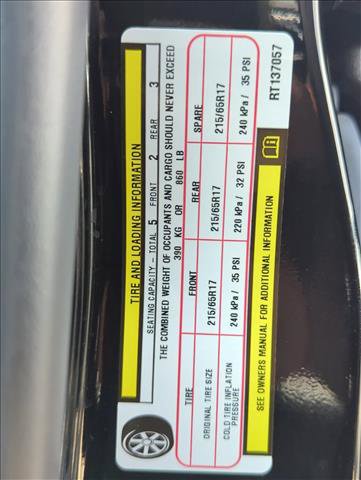 TIRE AND LOADING INFORMATION
SEATING CAPACITY - TOTAL 5 FRONT 2 REAR 3
THE COMBINED WEIGHT OF OCCUPANTS AND CARGO SHOULD NEVER EXCEED
390 KG OR 860 LB
TIRE FRONT REAR SPARE
ORIGINAL TIRE SIZE 215/65R17 215/65R17 215/65R17
COLD TIRE INFLATION
PRESSURE 240 kPa / 35 PSI 220 kPa / 32 PSI 240 kPa / 35 PSI
SEE OWNERS MANUAL FOR ADDITIONAL INFORMATION
RT137057